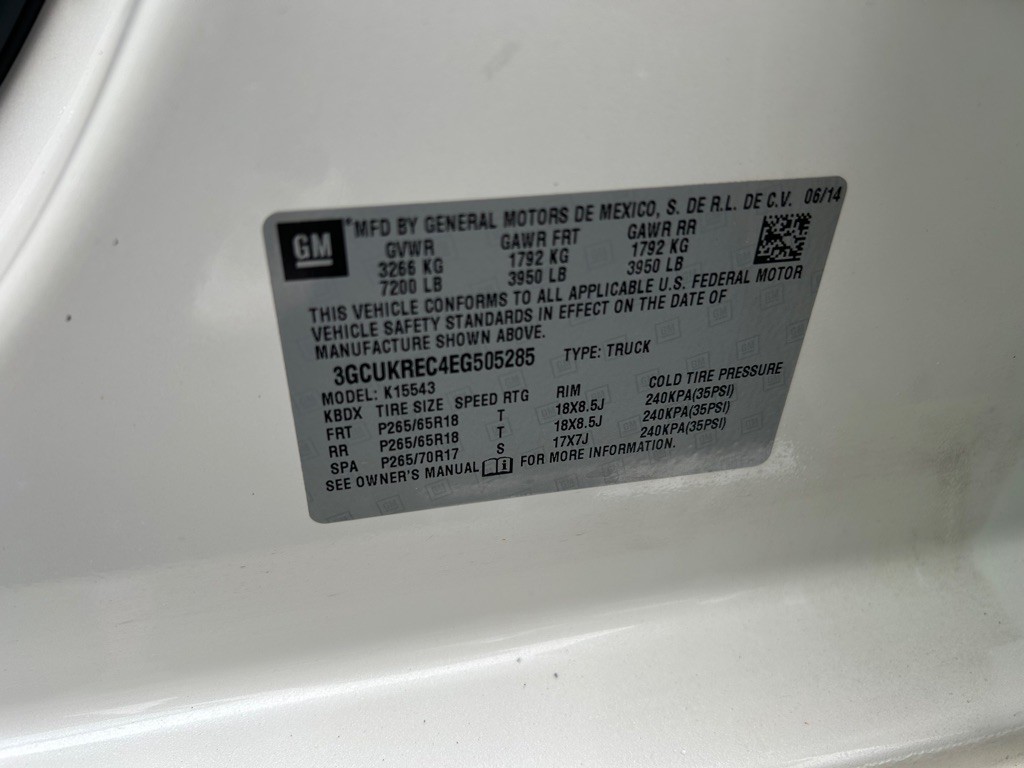 GM
*MFD BY GENERAL MOTORS DE MEXICO, S. DE R.L. DE C.V. 06/14
GVWR GAWR FRT GAWR RR
3266 KG 1792 KG 1792 KG
7200 LB 3950 LB 3950 LB
THIS VEHICLE CONFORMS TO ALL APPLICABLE U.S. FEDERAL MOTOR
VEHICLE SAFETY STANDARDS IN EFFECT ON THE DATE OF
MANUFACTURE SHOWN ABOVE.
3GCUKREC4EG505285 TYPE: TRUCK
MODEL: K15543
KBDX TIRE SIZE SPEED RTG RIM COLD TIRE PRESSURE
FRT P265/65R18 T 18X8.5J 240KPA(35PSI)
RR P265/65R18 T 18X8.5J 240KPA(35PSI)
SPA P265/70R17 S 17X7J 240KPA(35PSI)
SEE OWNER'S MANUAL FOR MORE INFORMATION.